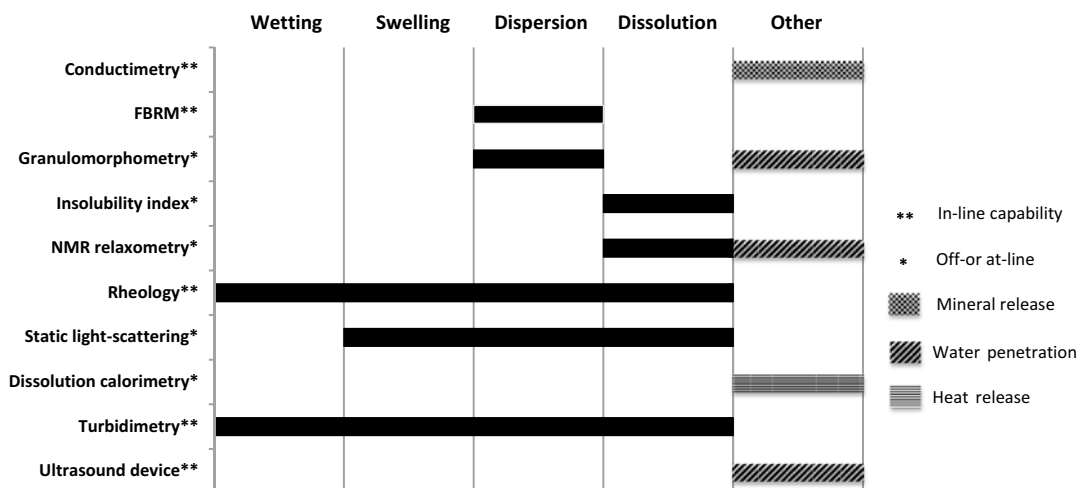 Wetting Swelling Dispersion Dissolution Other
Conductimetry**
FBRM**
Granulomorphometry*
Insolubility index*
NMR relaxometry*
Rheology**
Static light-scattering*
Dissolution calorimetry*
Turbidimetry**
Ultrasound device**
** In-line capability
* Off-or at-line
Mineral release
Water penetration
Heat release